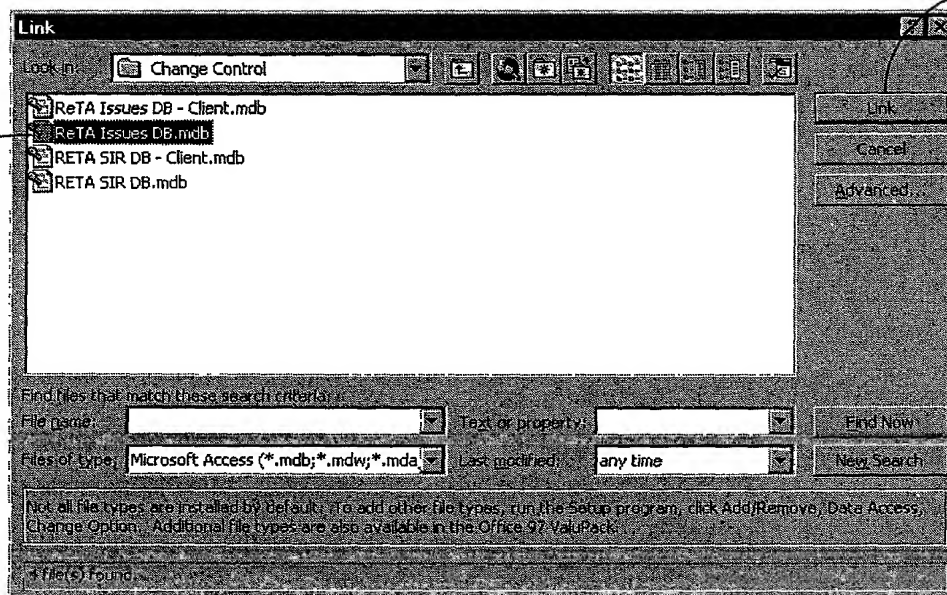 Link
Look in: Change Control
ReTA Issues DB - Client.mdb
ReTA Issues DB.mdb
RETA SIR DB - Client.mdb
RETA SIR DB.mdb
Link
Cancel
Advanced...
Find files that match these search criteria:
File name: Text or property: Find Now
Files of type: Microsoft Access (*.mdb;*.mdw;*.mda Last modified: any time New Search
Not all file types are installed by default. To add other file types, run the Setup program, click Add/Remove, Data Access,
Change Option. Additional file types are also available in the Office 97 ValuPack.
4 file(s) found.